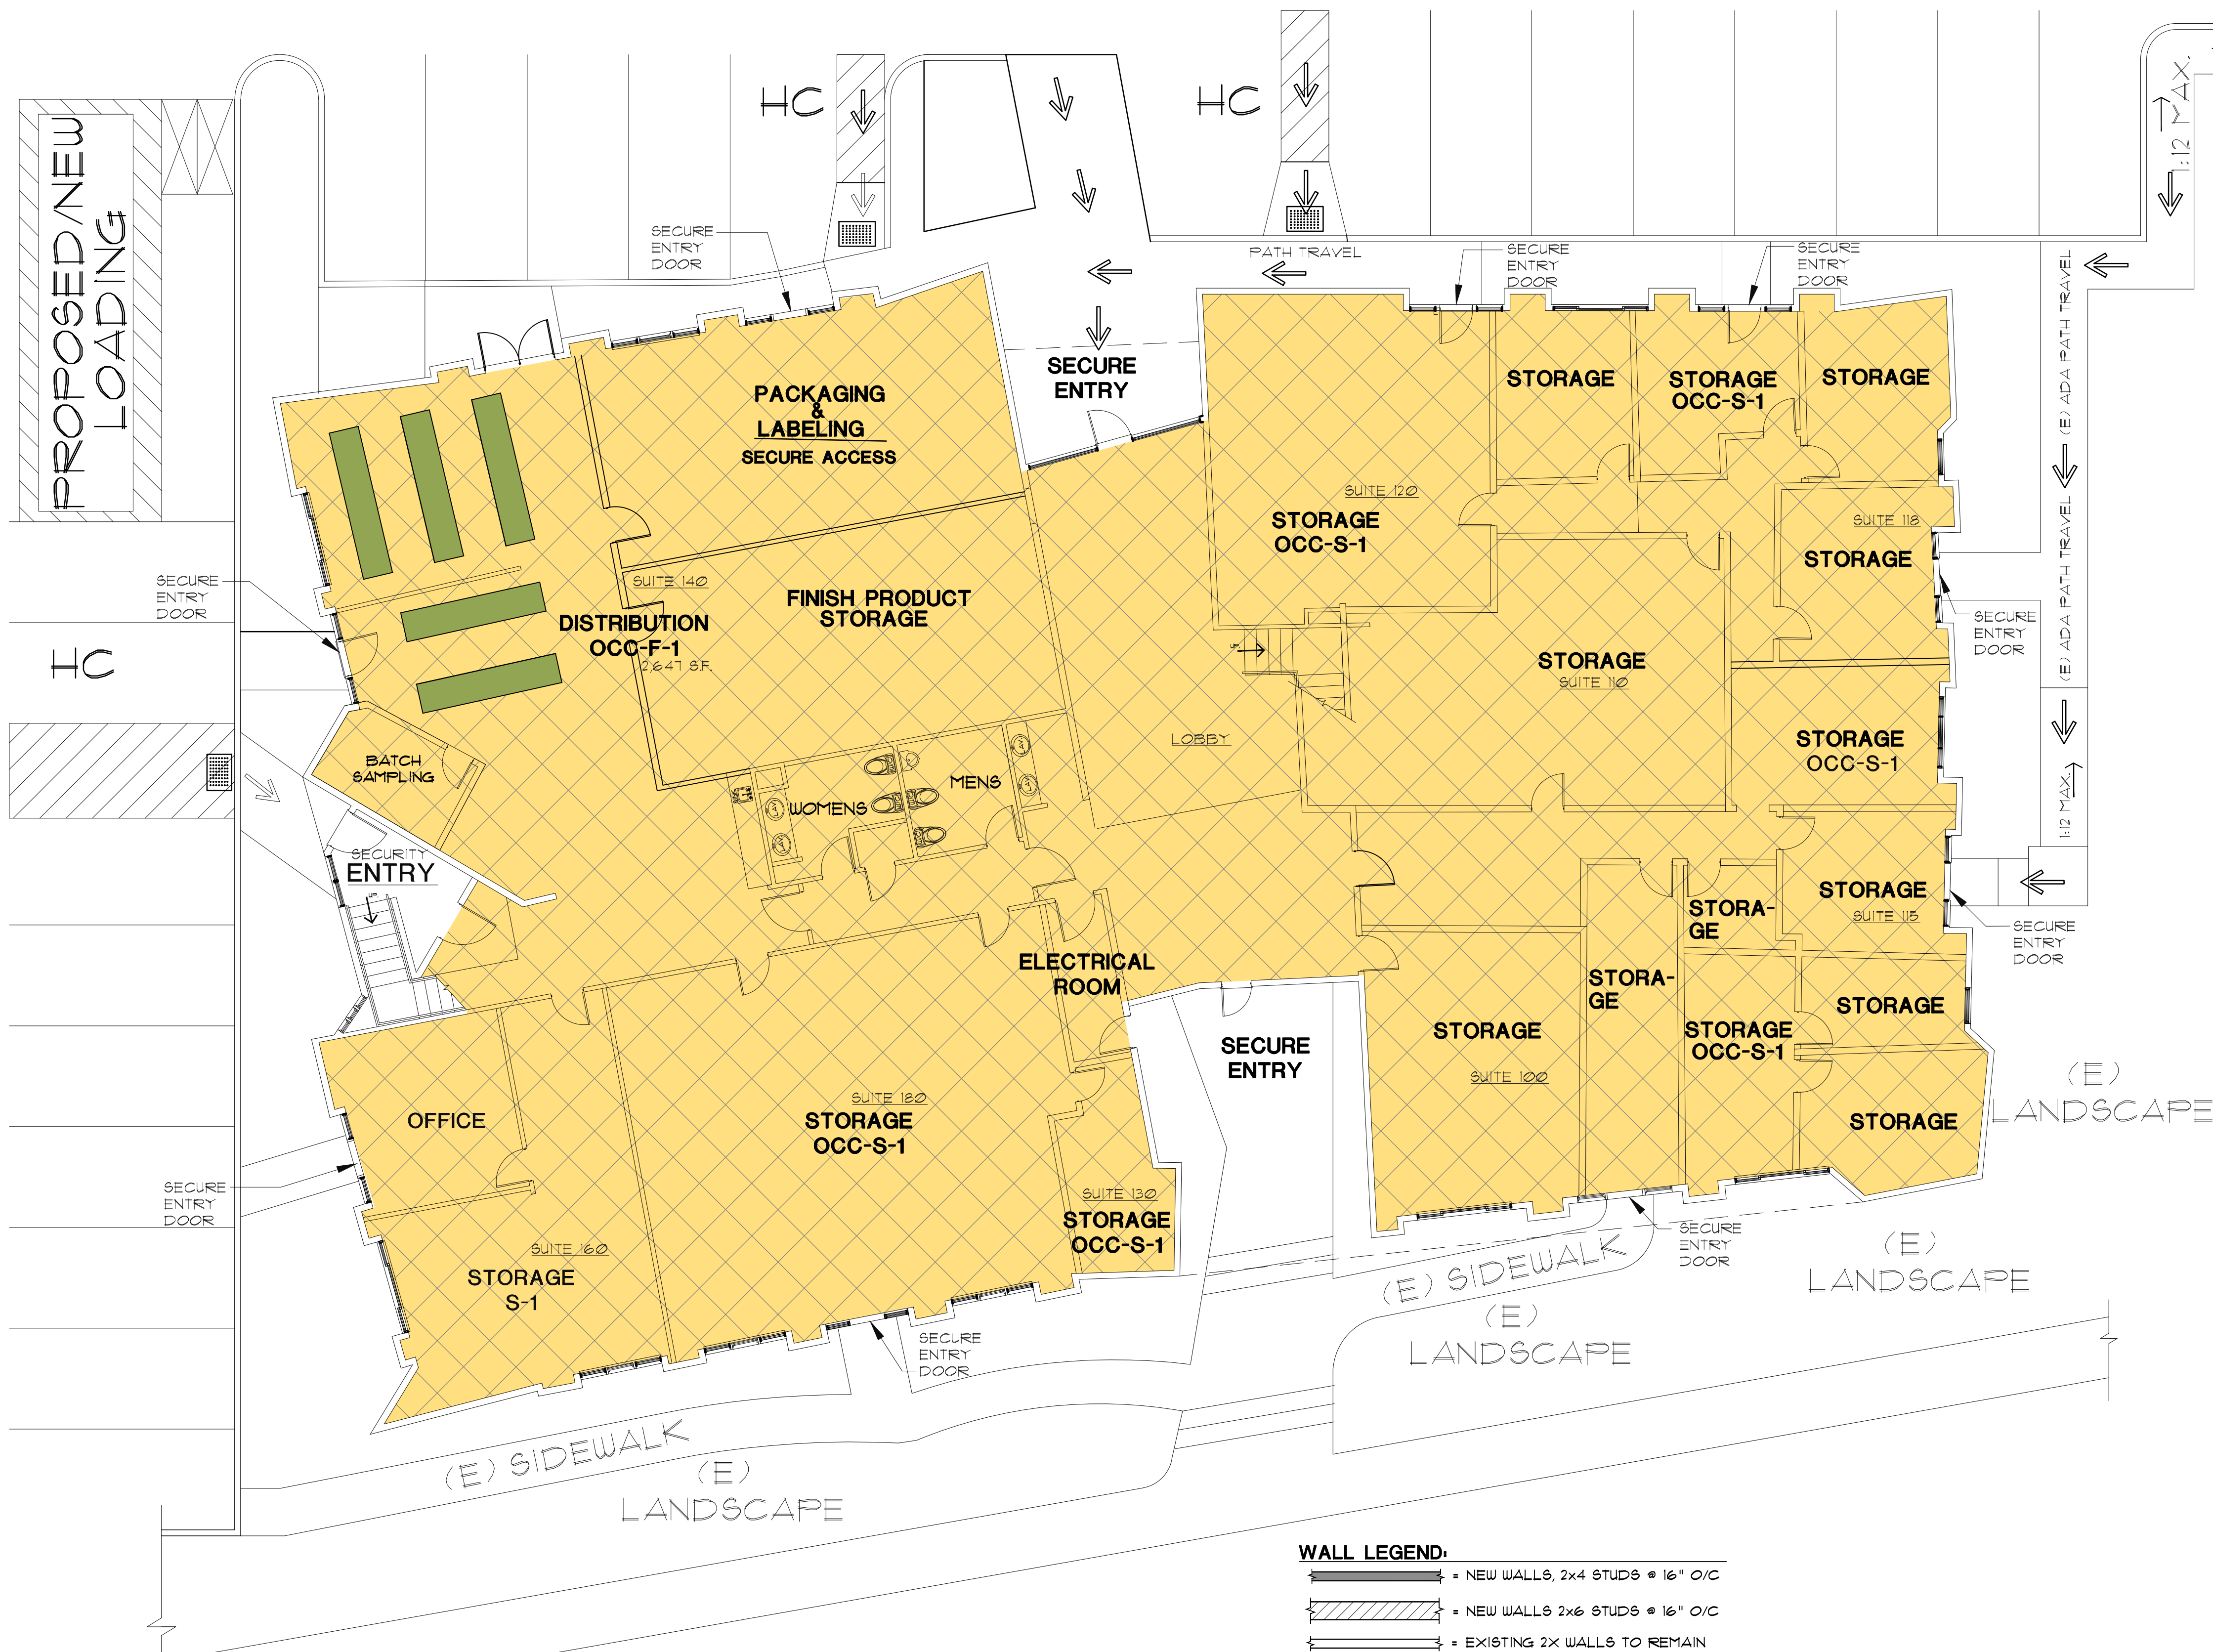 PROPOSED/NEW
LOADING
HC
HC
1:12 MAX.
SECURE
ENTRY
DOOR
PATH TRAVEL
SECURE
ENTRY
DOOR
SECURE
ENTRY
DOOR
(E) ADA PATH TRAVEL
(E) ADA PATH TRAVEL
PACKAGING
&
LABELING
SECURE ACCESS
SECURE
ENTRY
STORAGE
STORAGE
OCC-S-1
STORAGE
SUITE 120
STORAGE
OCC-S-1
SUITE 118
STORAGE
SECURE
ENTRY
DOOR
SUITE 140
FINISH PRODUCT
STORAGE
DISTRIBUTION
OCC-F-1
2,647 S.F.
SECURE
ENTRY
DOOR
HC
UP
STORAGE
SUITE 110
LOBBY
STORAGE
OCC-S-1
1:12 MAX.
BATCH
SAMPLING
WOMENS
MENS
LAV
LAV
LAV
LAV
SECURITY
ENTRY
UP
STORAGE
SUITE 115
STORA-
GE
SECURE
ENTRY
DOOR
ELECTRICAL
ROOM
STORA-
GE
STORAGE
SECURE
ENTRY
STORAGE
SUITE 100
STORAGE
OCC-S-1
STORAGE
(E)
LANDSCAPE
OFFICE
SUITE 180
STORAGE
OCC-S-1
SECURE
ENTRY
DOOR
SUITE 130
STORAGE
OCC-S-1
SUITE 160
STORAGE
S-1
SECURE
ENTRY
DOOR
(E) SIDEWALK
(E)
LANDSCAPE
(E)
LANDSCAPE
SECURE
ENTRY
DOOR
(E) SIDEWALK
(E)
LANDSCAPE
WALL LEGEND:
= NEW WALLS, 2x4 STUDS @ 16" O/C
= NEW WALLS 2x6 STUDS @ 16" O/C
= EXISTING 2X WALLS TO REMAIN